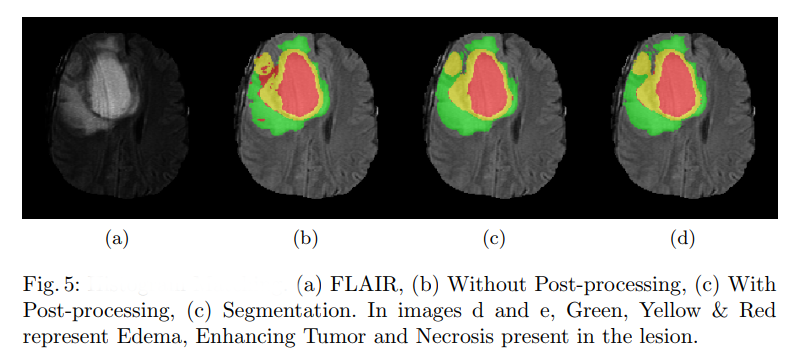 (a) (b) (c) (d)
Fig. 5: (a) FLAIR, (b) Without Post-processing, (c) With
Post-processing, (c) Segmentation. In images d and e, Green, Yellow & Red
represent Edema, Enhancing Tumor and Necrosis present in the lesion.